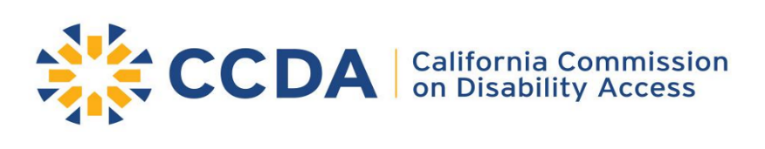 CCDA
California Commission
on Disability Access